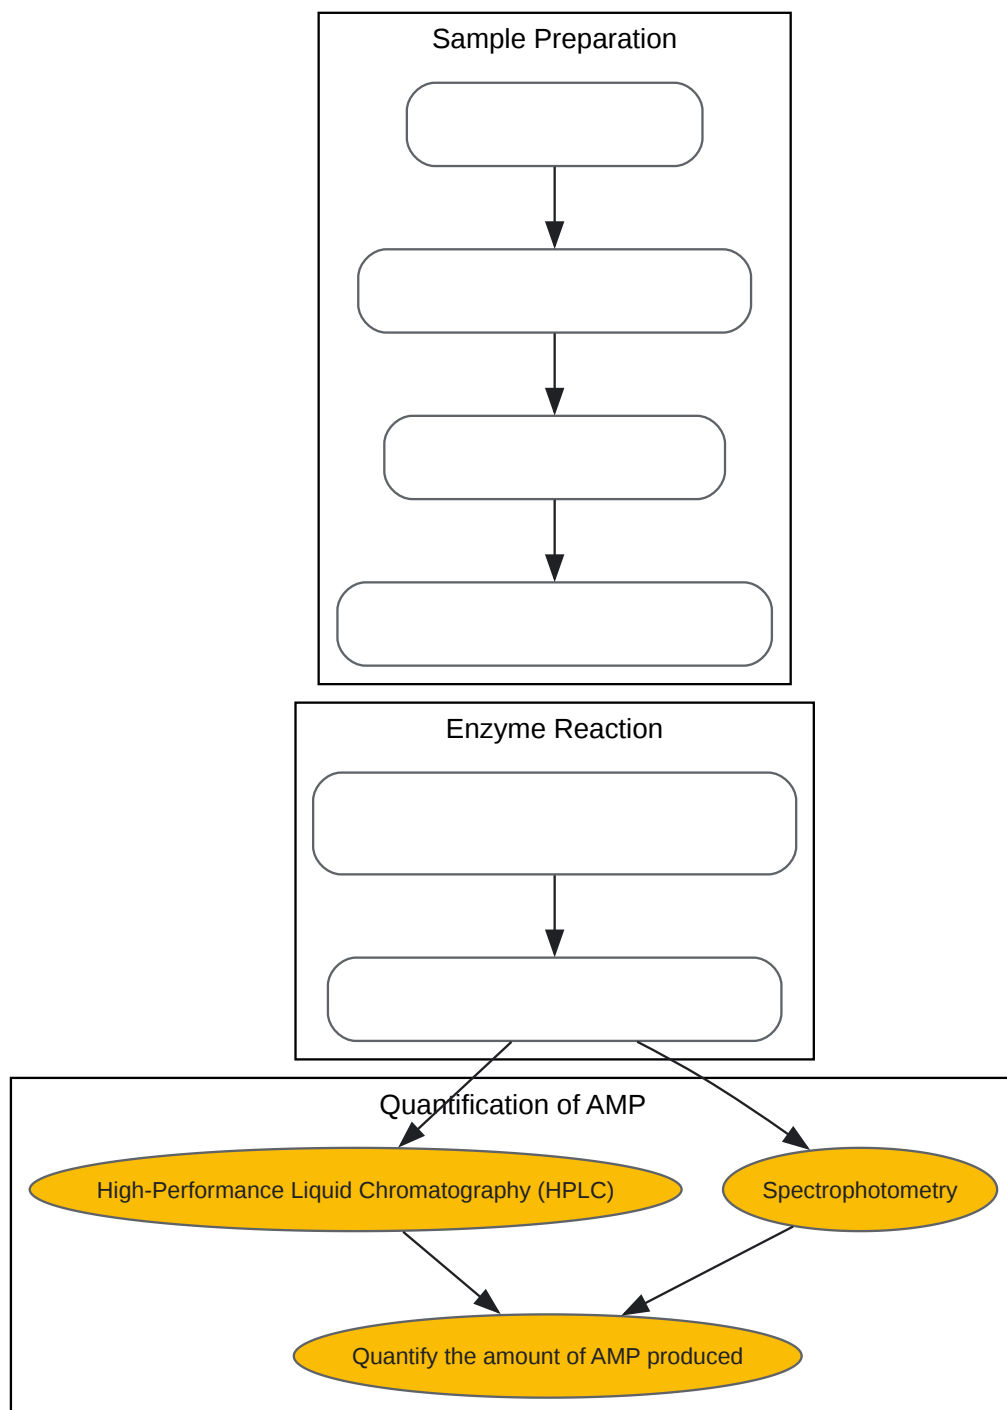 Sample Preparation
Enzyme Reaction
Quantification of AMP
High-Performance Liquid Chromatography (HPLC)
Spectrophotometry
Quantify the amount of AMP produced